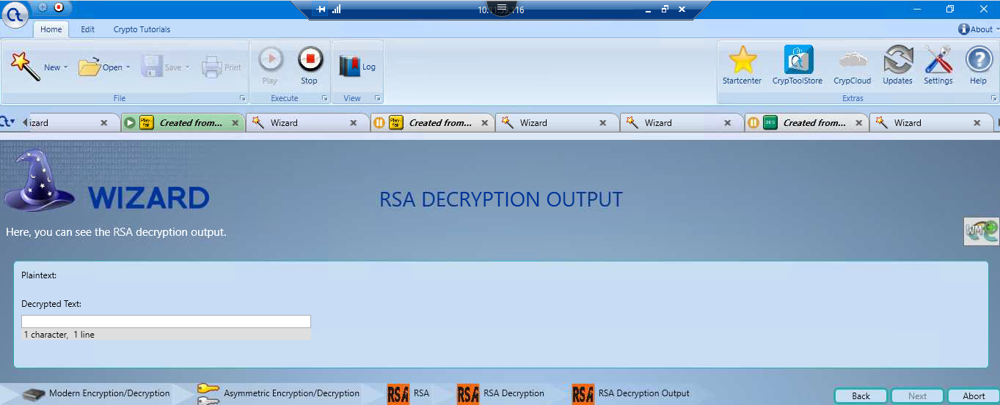 Home Edit Crypto Tutorials About
New Open Save Print Play Stop Log Startcenter CrypToolStore CrypCloud Updates Settings Help
File Execute View Extras
izard Created from... Wizard Created from... Wizard Wizard Created from... Wizard
WIZARD
RSA DECRYPTION OUTPUT
Here, you can see the RSA decryption output.
Plaintext:
Decrypted Text:
1 character, 1 line
Modern Encryption/Decryption Asymmetric Encryption/Decryption RSA RSA RSA RSA Decryption RSA RSA Decryption Output
Back Next Abort